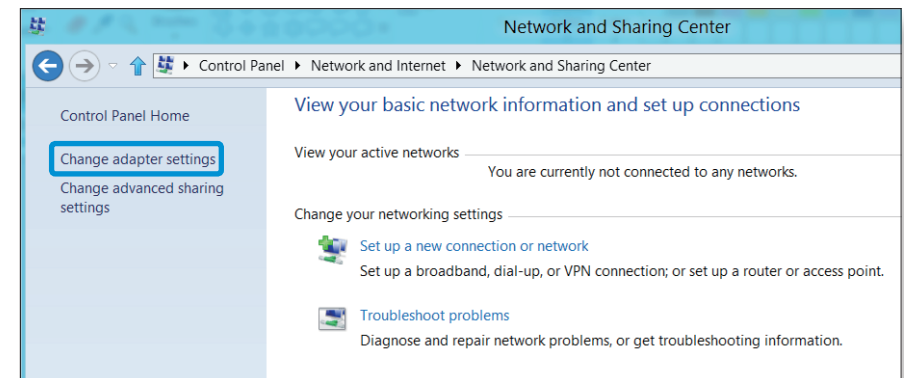 Network and Sharing Center
Control Panel Network and Internet Network and Sharing Center
Control Panel Home
Change adapter settings
Change advanced sharing
settings
View your basic network information and set up connections
View your active networks
You are currently not connected to any networks.
Change your networking settings
Set up a new connection or network
Set up a broadband, dial-up, or VPN connection; or set up a router or access point.
Troubleshoot problems
Diagnose and repair network problems, or get troubleshooting information.